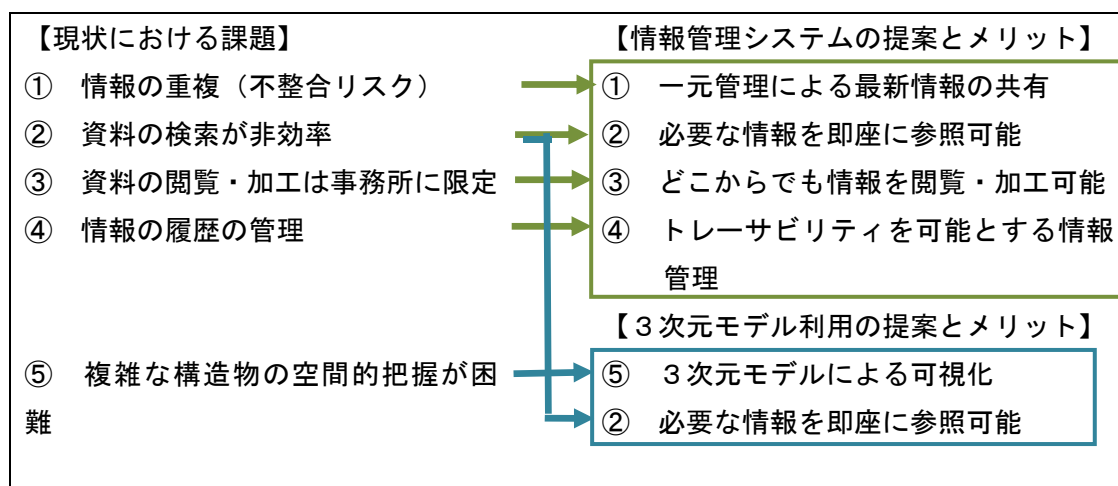 【現状における課題】
① 情報の重複(不整合リスク)
② 資料の検索が非効率
③ 資料の閲覧・加工は事務所に限定
④ 情報の履歴の管理
⑤ 複雑な構造物の空間的把握が困
難
【情報管理システムの提案とメリット】
① 一元管理による最新情報の共有
② 必要な情報を即座に参照可能
③ どこからでも情報を閲覧・加工可能
④ トレーサビリティを可能とする情報
管理
【3次元モデル利用の提案とメリット】
⑤ 3次元モデルによる可視化
② 必要な情報を即座に参照可能